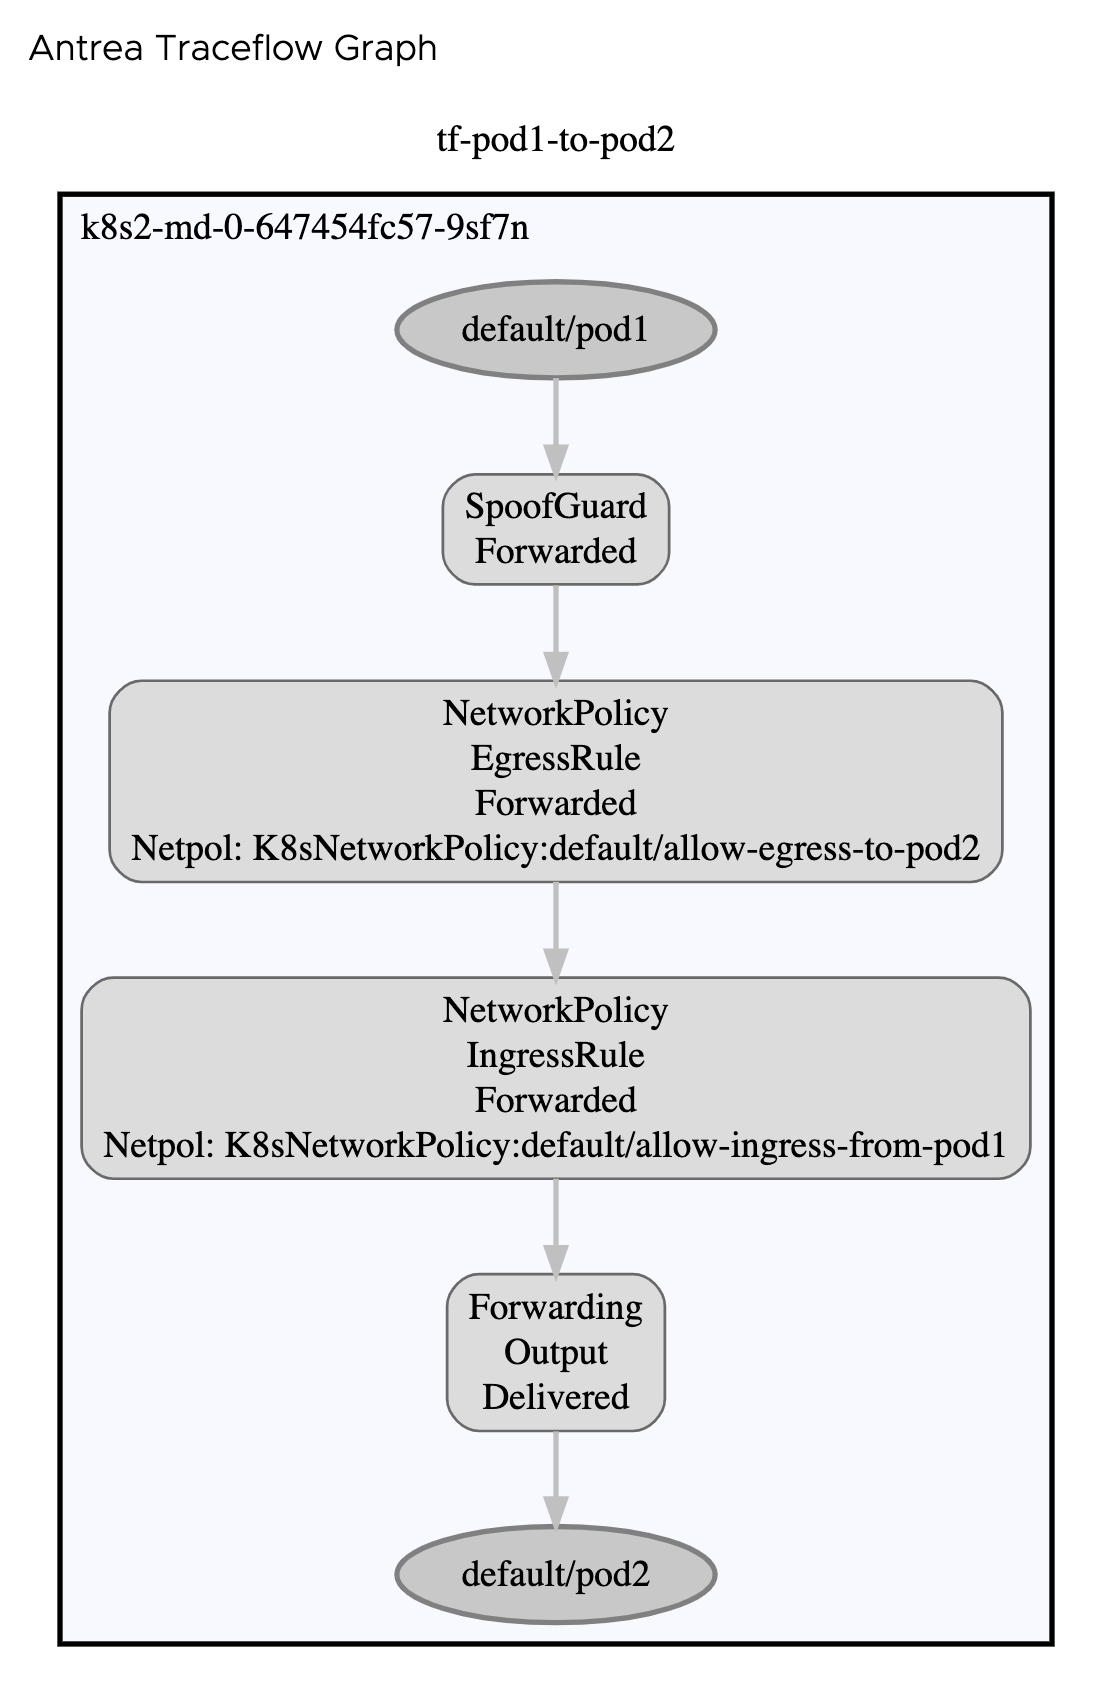 Antrea Traceflow Graph
tf-pod1-to-pod2
k8s2-md-0-647454fc57-9sf7n
default/pod1
SpoofGuard
Forwarded
NetworkPolicy
EgressRule
Forwarded
Netpol: K8sNetworkPolicy:default/allow-egress-to-pod2
NetworkPolicy
IngressRule
Forwarded
Netpol: K8sNetworkPolicy:default/allow-ingress-from-pod1
Forwarding
Output
Delivered
default/pod2